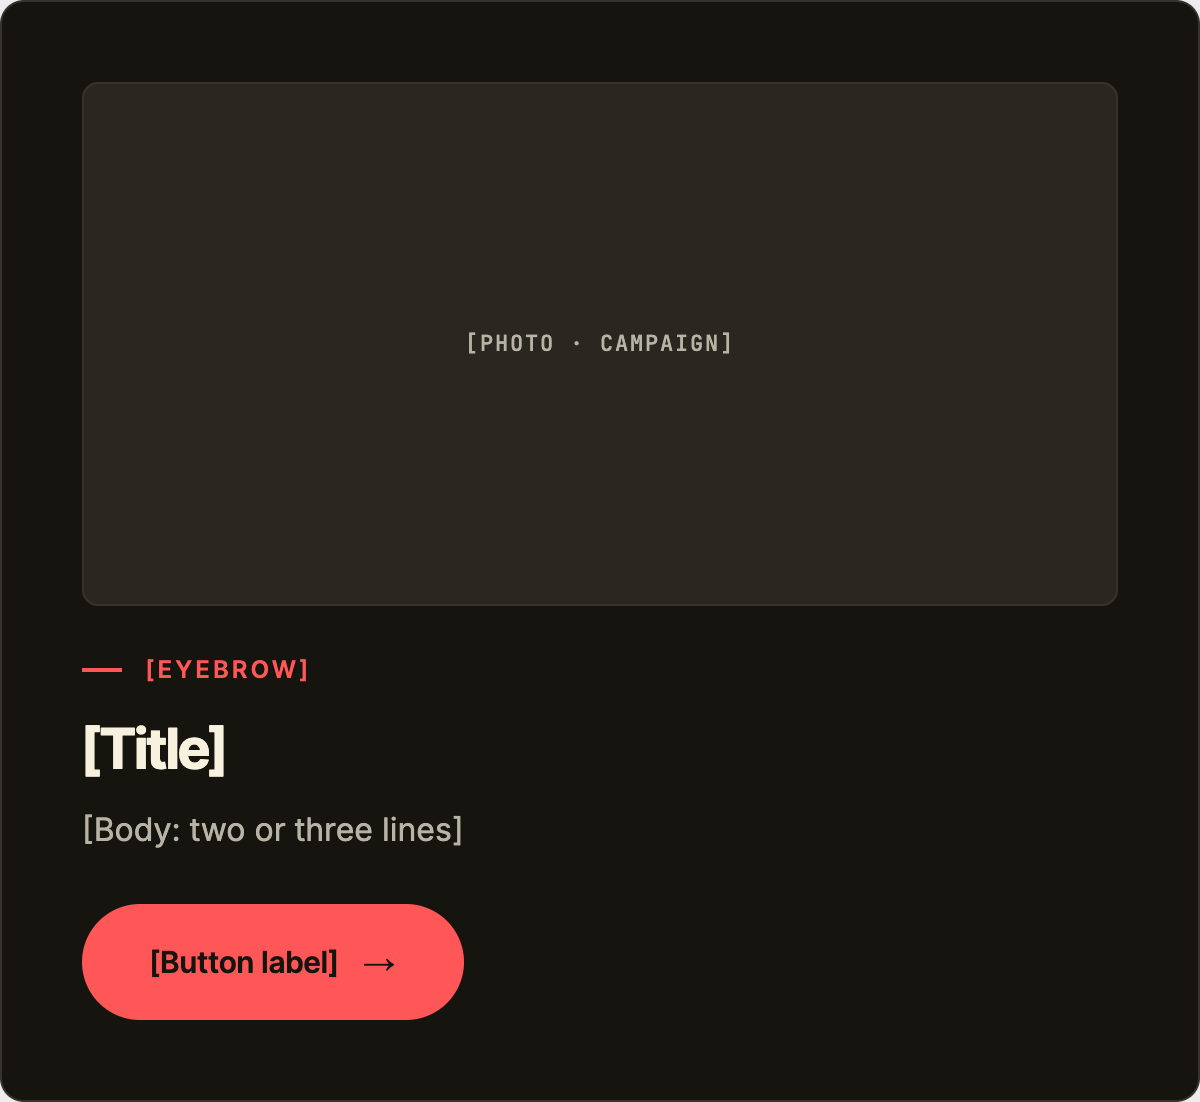 [PHOTO · CAMPAIGN]
[EYEBROW]
[Title]
[Body: two or three lines]
[Button label] →